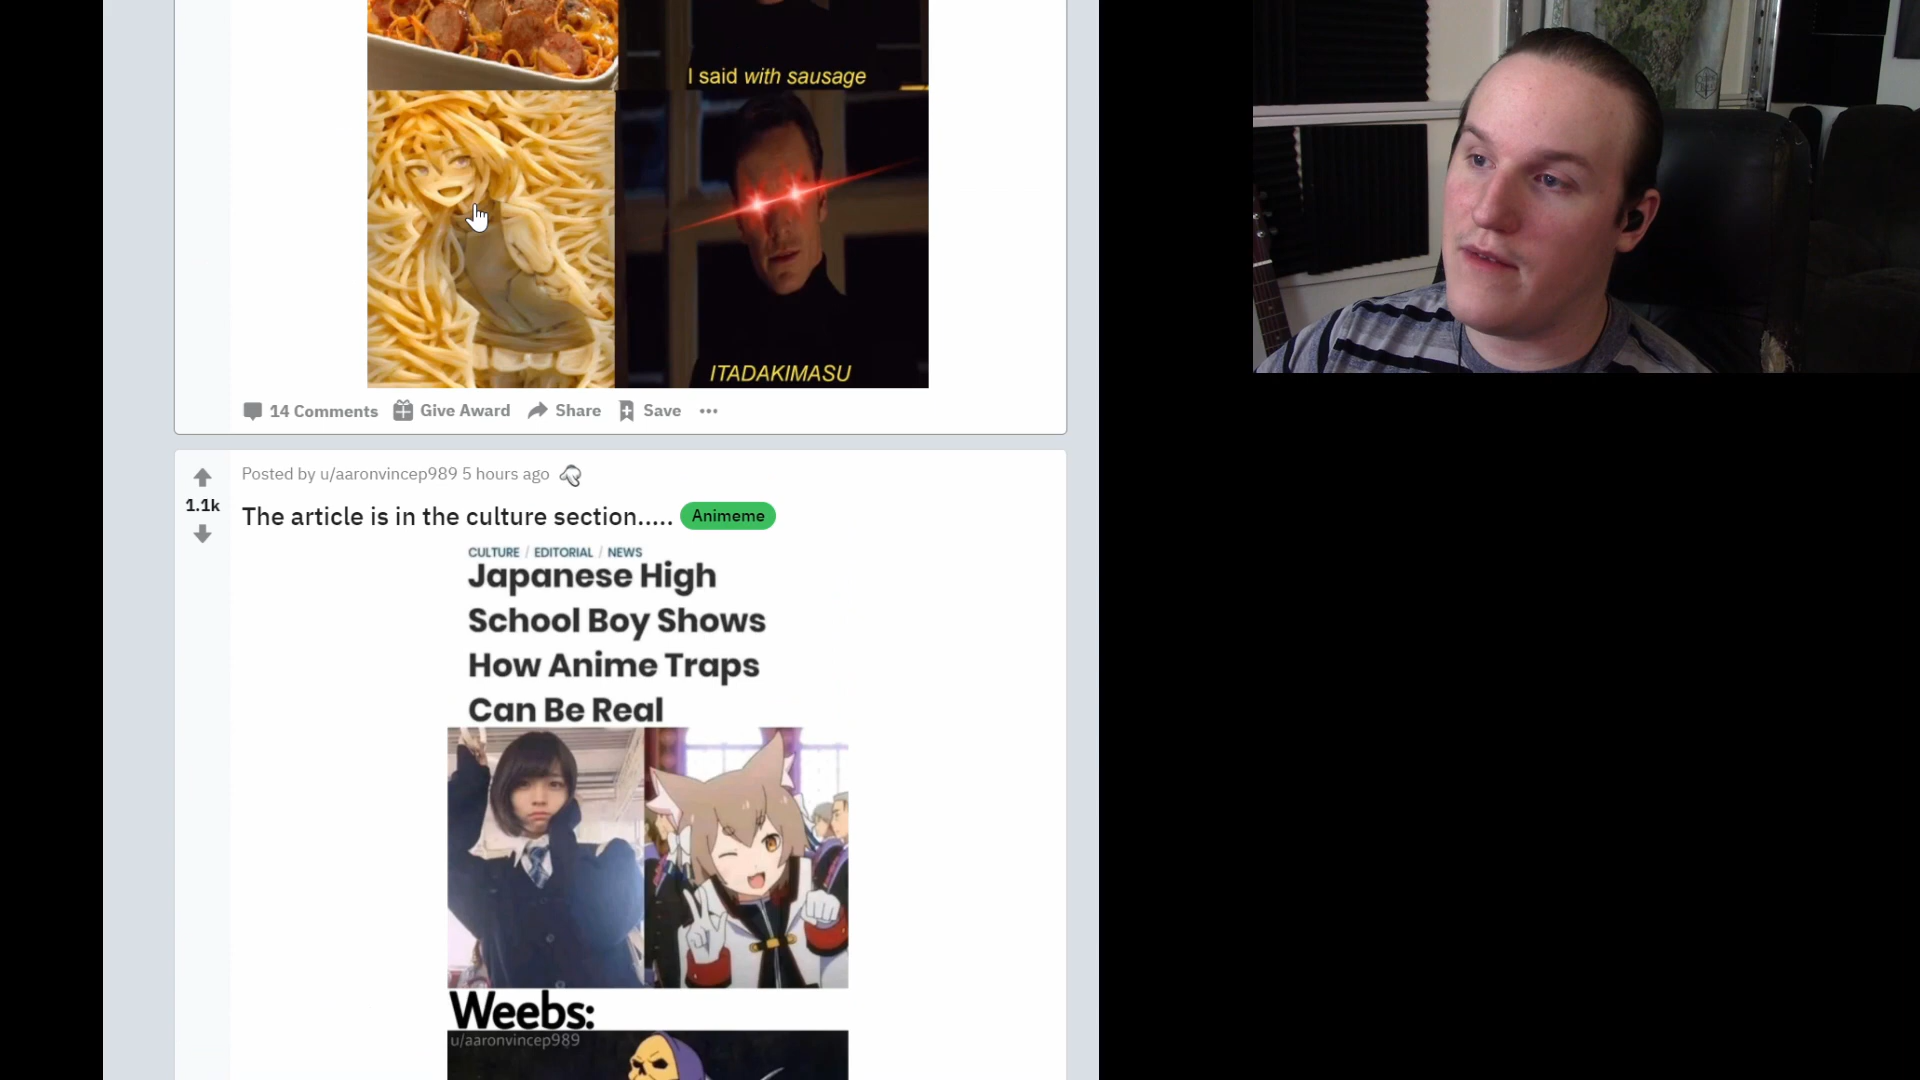 I said with sausage
ITADAKIMASU
14 Comments Give Award Share Save
Posted by u/aaronvincep989 5 hours ago
1.1k
The article is in the culture section..... Animeme
CULTURE / EDITORIAL / NEWS
Japanese High
School Boy Shows
How Anime Traps
Can Be Real
Weebs:
u/aaronvincep989